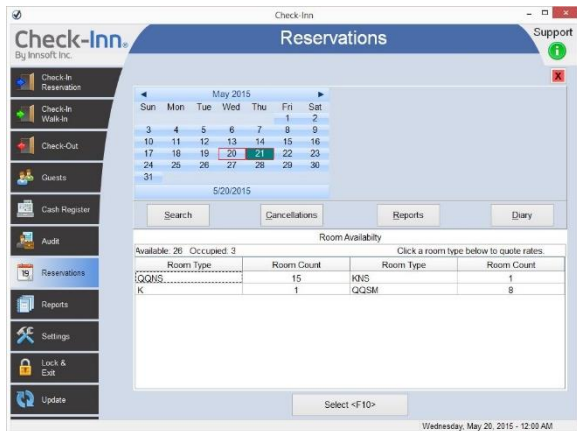 Check-Inn
Check-Inn®
By Innsoft Inc.
Reservations
Support
X
Check-In
Reservation
Check-In
Walk-In
Check-Out
Guests
Cash Register
Audit
19
Reservations
Reports
Settings
Lock &
Exit
Update
May 2015
Sun Mon Tue Wed Thu Fri Sat
1 2
3 4 5 6 7 8 9
10 11 12 13 14 15 16
17 18 19 20 21 22 23
24 25 26 27 28 29 30
31
5/20/2015
Search Cancellations Reports Diary
Room Availabilty
Available: 26 Occupied: 3 Click a room type below to quote rates.
Room Type Room Count Room Type Room Count
QQNS 15 KNS 1
K 1 QQSM 8
Select <F10>
Wednesday, May 20, 2015 - 12:00 AM